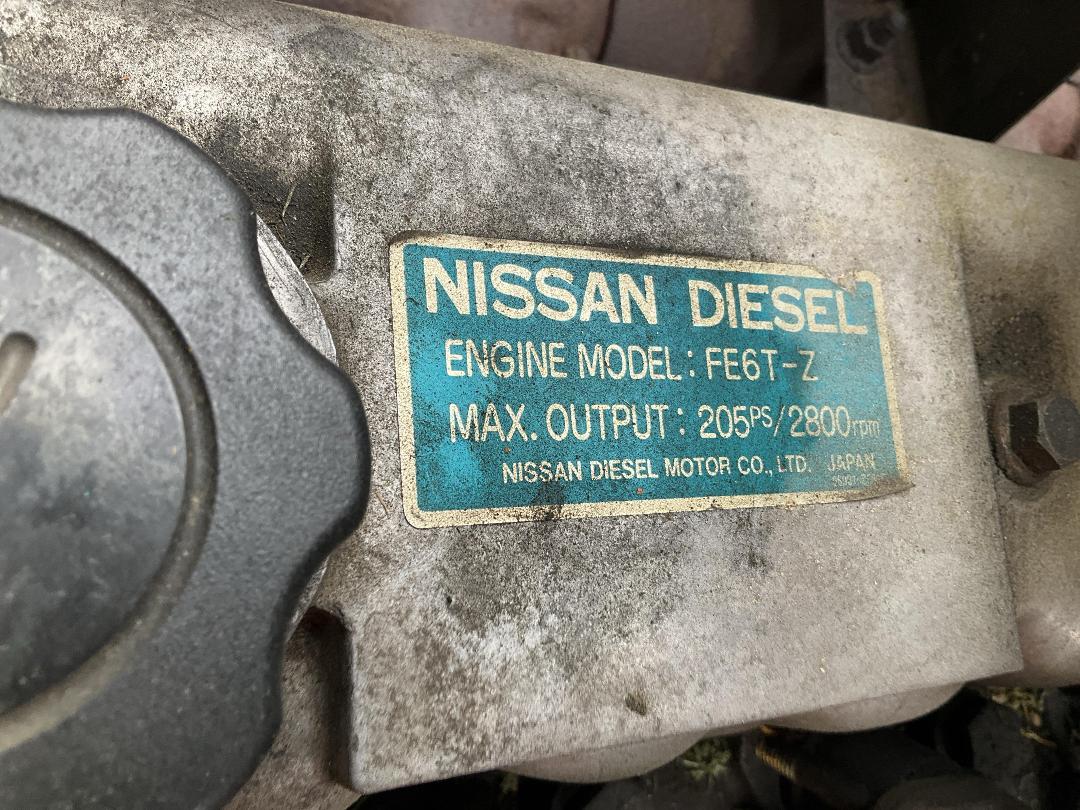 NISSAN DIESEL
ENGINE MODEL: FE6T-Z
MAX. OUTPUT: 205PS/2800rpm
NISSAN DIESEL MOTOR CO., LTD. JAPAN